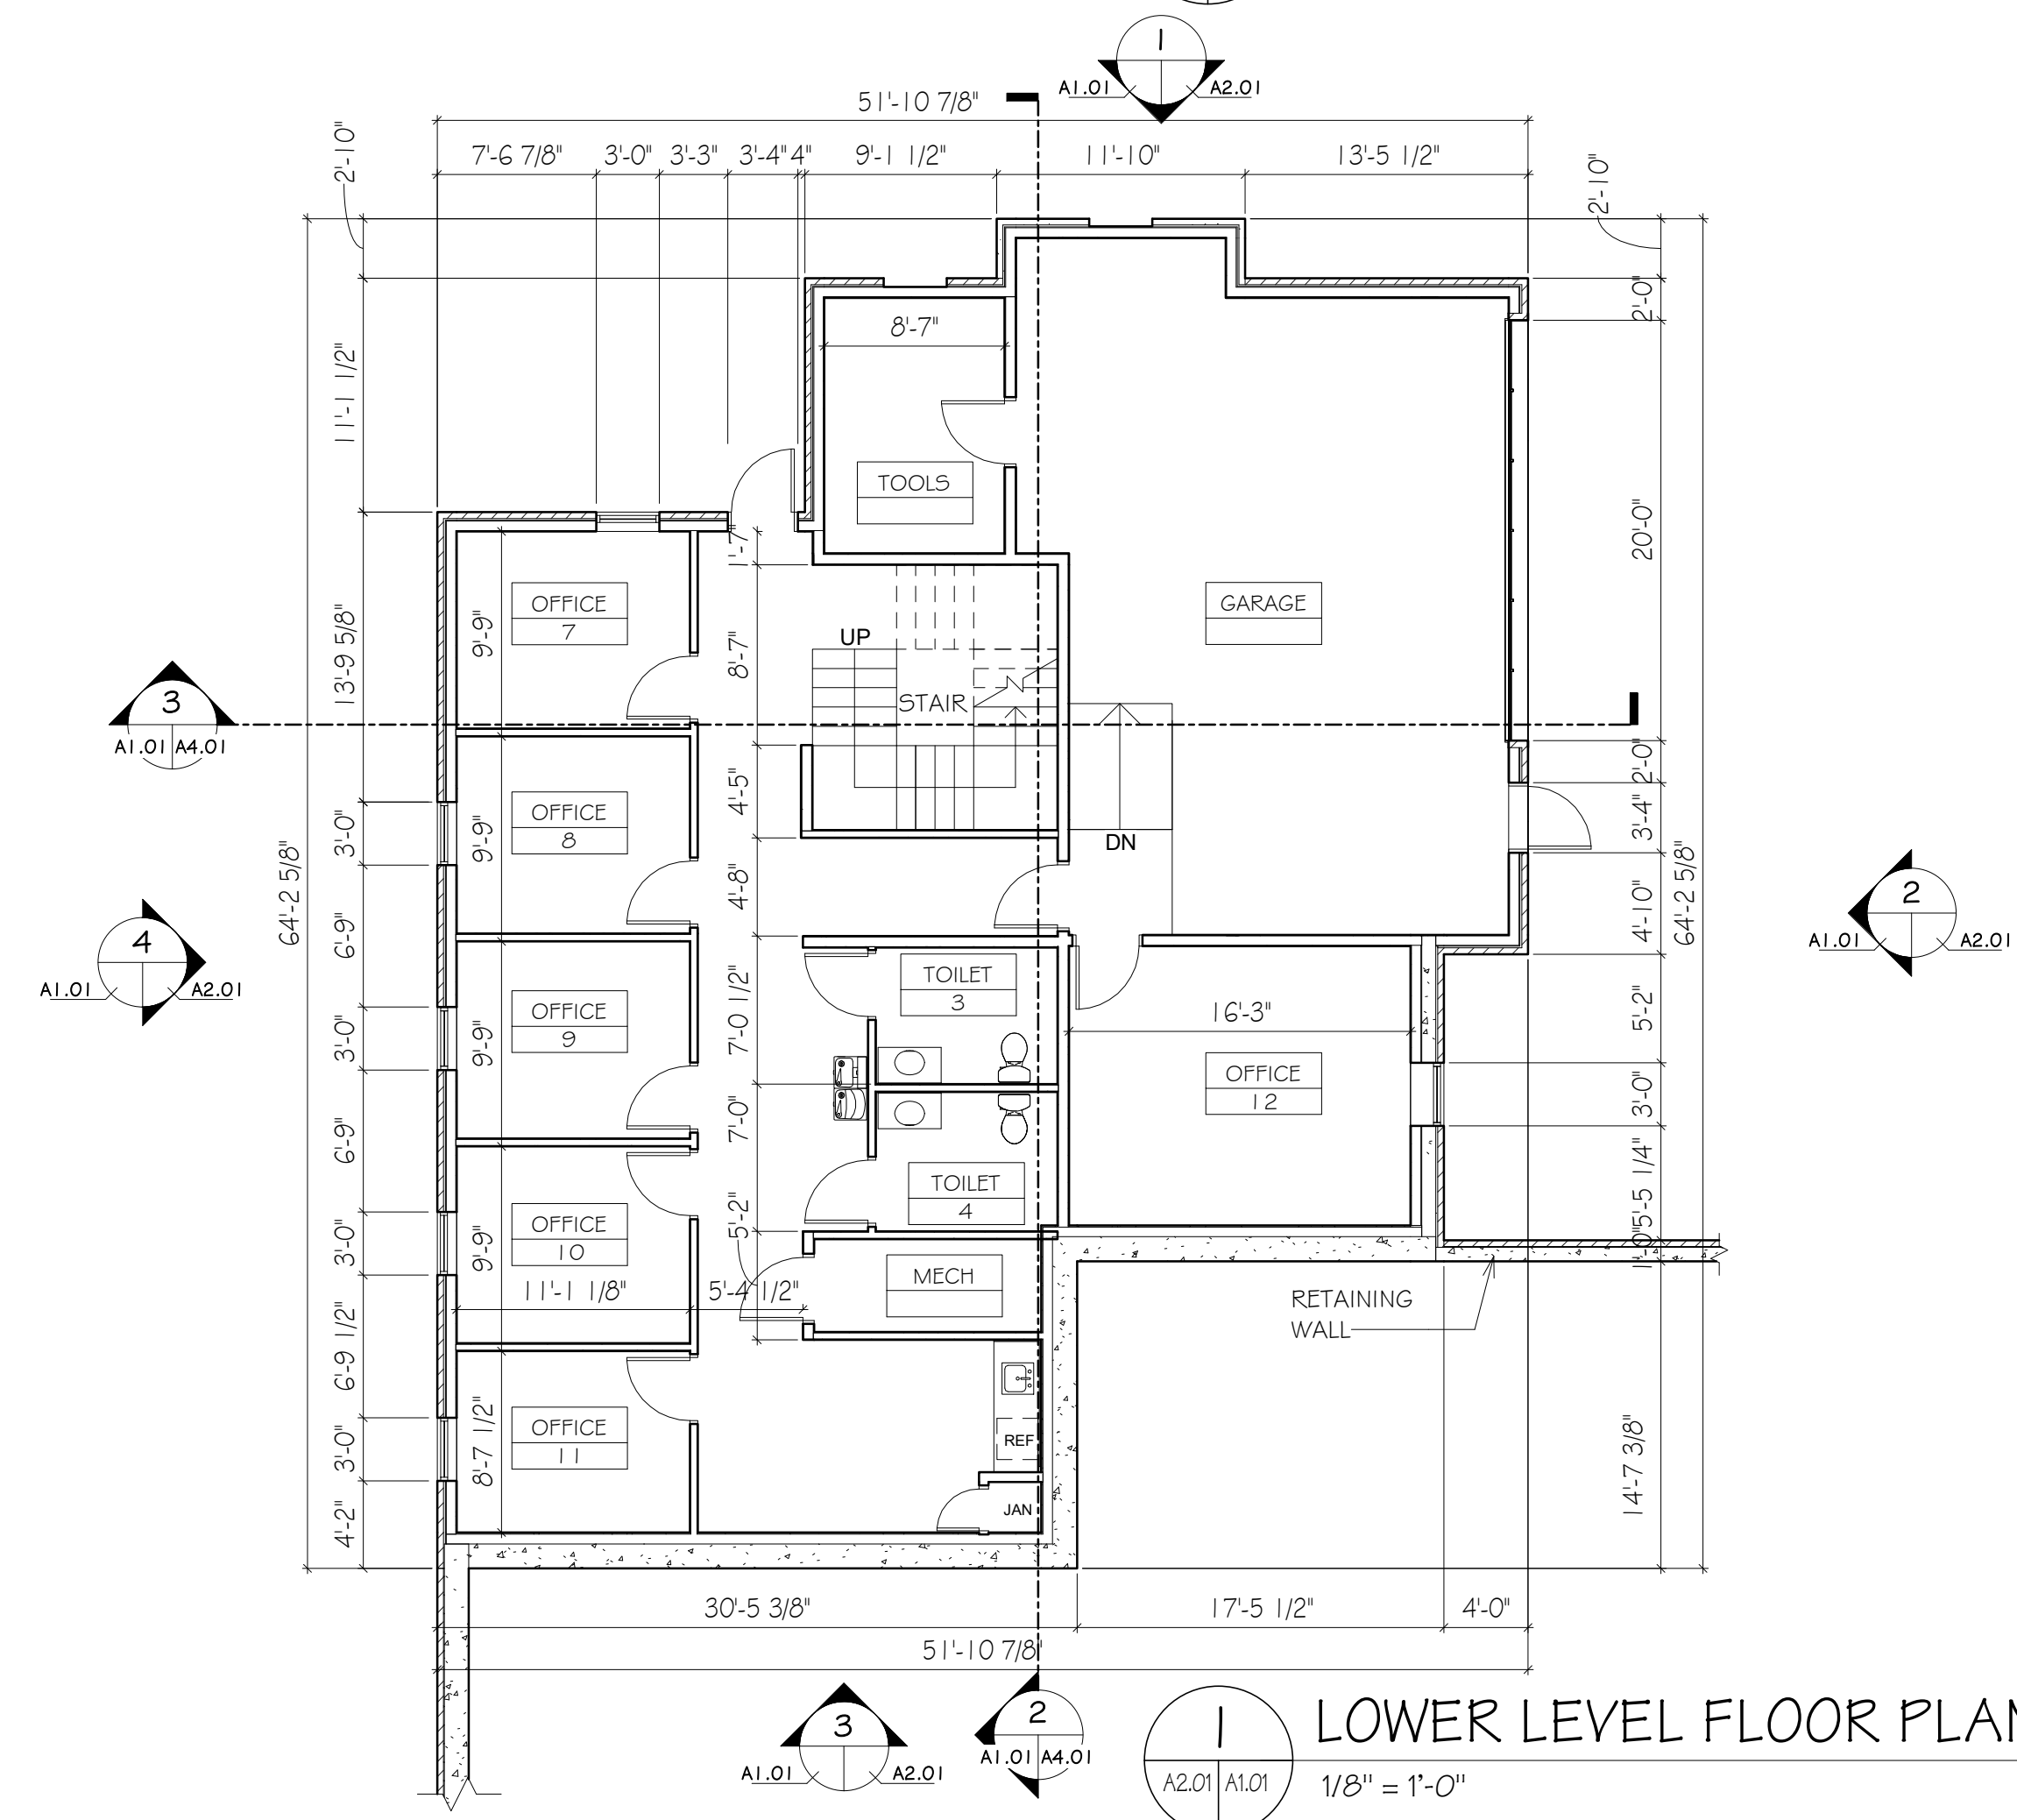 1
A1.01 A2.01
51'-10 7/8"
7'-6 7/8" 3'-0" 3'-3" 3'-4" 4" 9'-1 1/2" 11'-10" 13'-5 1/2"
2'-10"
2'-10"
11'-1 1/2"
2'-0"
8'-7"
TOOLS
20'-0"
1'-7"
OFFICE
7
9'-9"
13'-9 5/8"
8'-7"
UP
STAIR
GARAGE
3
A1.01 A4.01
OFFICE
8
9'-9"
4'-5"
2'-0"
3'-4"
DN
3'-0"
64'-2 5/8"
4'-8"
4'-10"
64'-2 5/8"
2
A1.01 A2.01
4
A1.01 A2.01
6'-9"
TOILET
3
OFFICE
9
9'-9"
7'-0 1/2"
16'-3"
5'-2"
3'-0"
OFFICE
12
3'-0"
7'-0"
6'-9"
TOILET
4
5'-5 1/4"
OFFICE
10
9'-9"
5'-2"
1'-0"
3'-0"
11'-1 1/8" 5'-4 1/2"
MECH
RETAINING
WALL
6'-9 1/2"
OFFICE
11
8'-7 1/2"
REF
3'-0"
14'-7 3/8"
JAN
4'-2"
30'-5 3/8" 17'-5 1/2" 4'-0"
51'-10 7/8"
3
A1.01 A2.01
2
A1.01 A4.01
1
A2.01 A1.01
LOWER LEVEL FLOOR PLAN
1/8" = 1'-0"